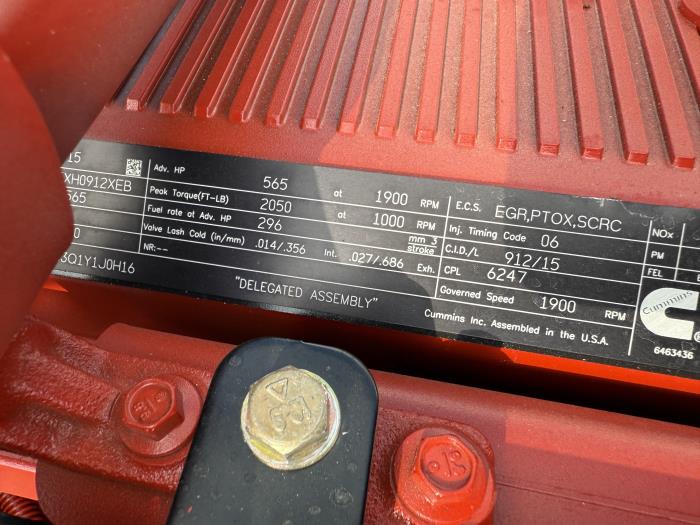 15
XH0912XEB
565
0
3Q1Y1J0H16
Adv. HP 565 at 1900 RPM
Peak Torque(FT-LB) 2050 at 1000 RPM
Fuel rate at Adv. HP 296 mm 3 stroke
Valve Lash Cold (in/mm) .014/.356 Int. .027/.686 Exh.
NR:--
"DELEGATED ASSEMBLY"
E.C.S. EGR,PTOX,SCRC
Inj. Timing Code 06
C.I.D./L 912/15
CPL 6247
Governed Speed 1900 RPM
Cummins Inc. Assembled in the U.S.A.
NOx
PM
FEL
Cummins
®
6463436